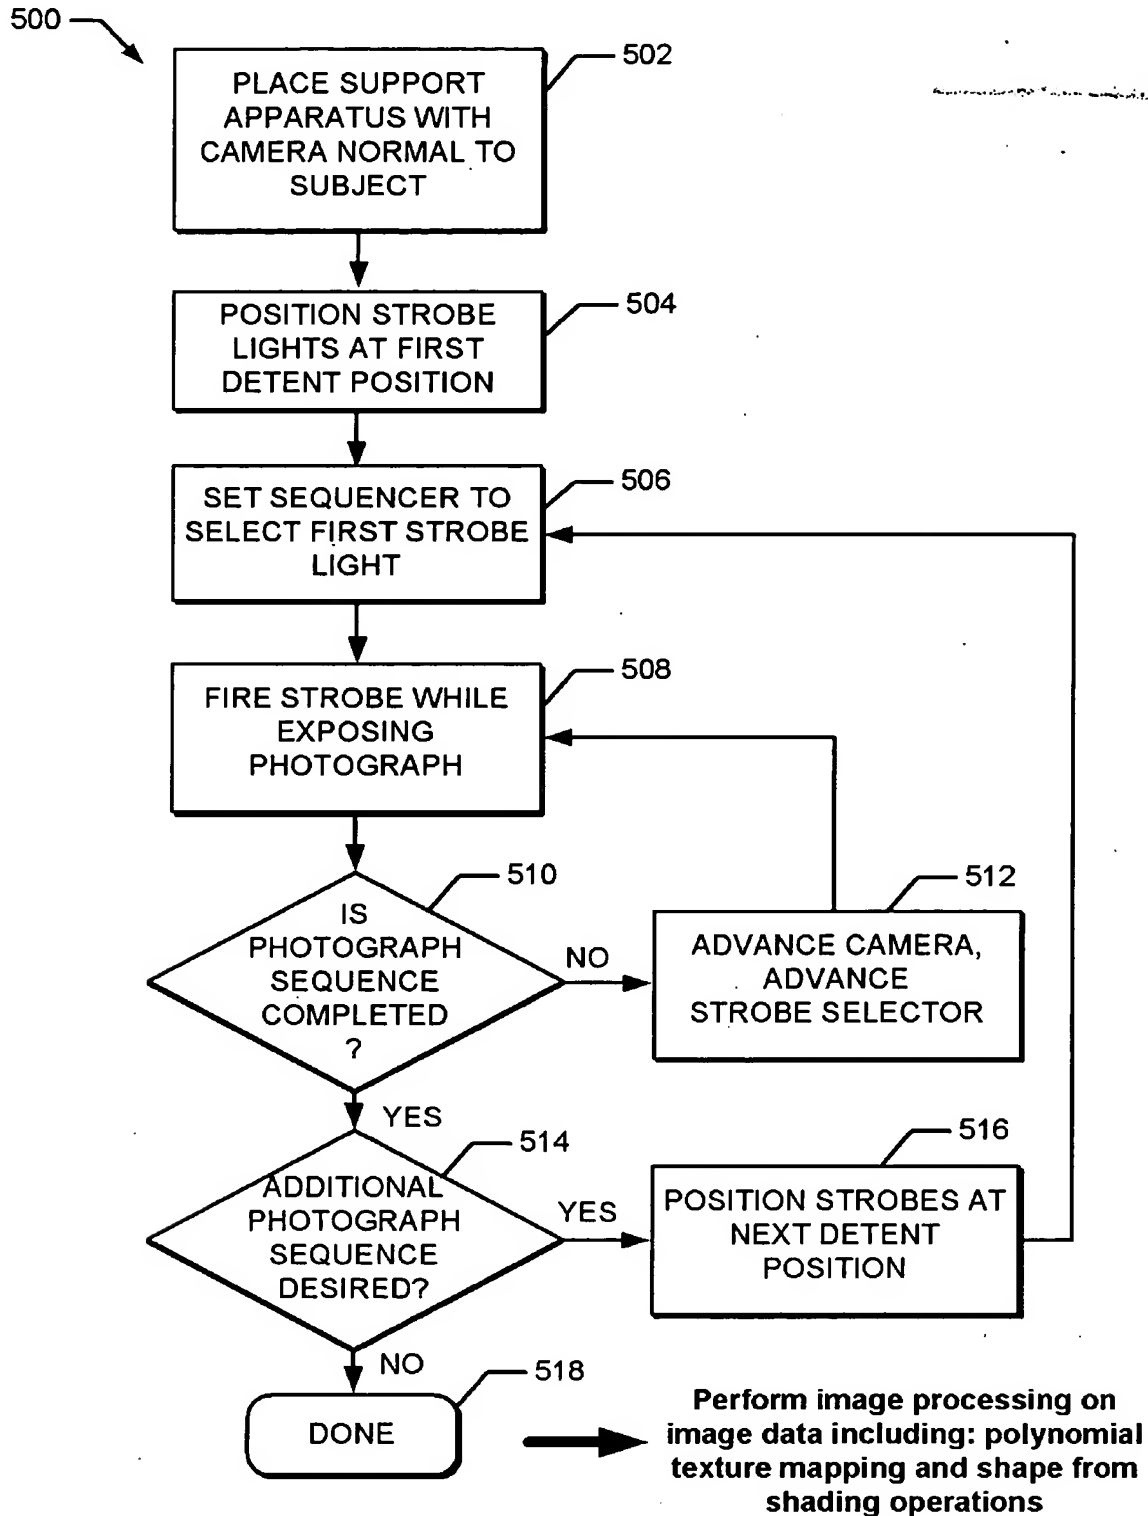 500
502
PLACE SUPPORT
APPARATUS WITH
CAMERA NORMAL TO
SUBJECT
504
POSITION STROBE
LIGHTS AT FIRST
DETENT POSITION
506
SET SEQUENCER TO
SELECT FIRST STROBE
LIGHT
508
FIRE STROBE WHILE
EXPOSING
PHOTOGRAPH
510
IS
PHOTOGRAPH
SEQUENCE
COMPLETED
?
NO
512
ADVANCE CAMERA,
ADVANCE
STROBE SELECTOR
YES
514
ADDITIONAL
PHOTOGRAPH
SEQUENCE
DESIRED?
YES
516
POSITION STROBES AT
NEXT DETENT
POSITION
NO
518
DONE
Perform image processing on
image data including: polynomial
texture mapping and shape from
shading operations